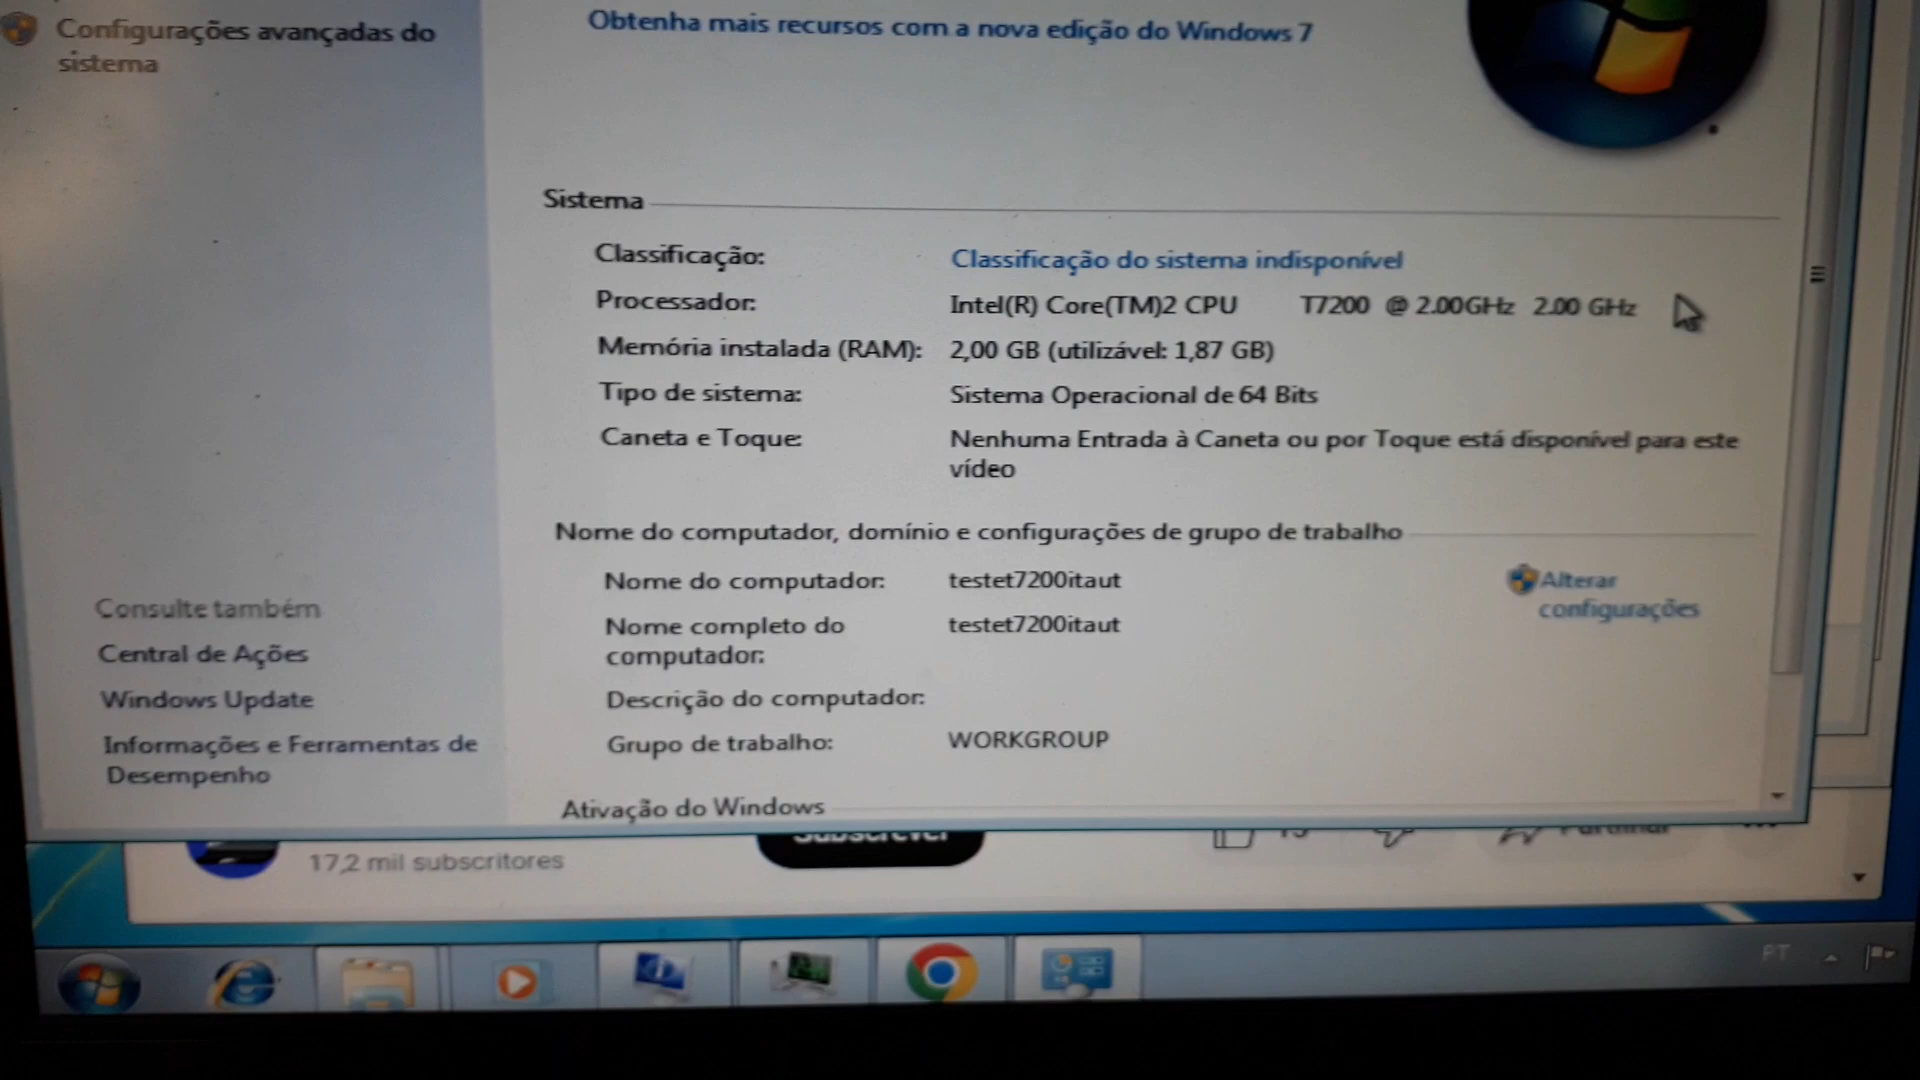 Configurações avançadas do
sistema
Obtenha mais recursos com a nova edição do Windows 7
Sistema
Classificação: Classificação do sistema indisponível
Processador: Intel(R) Core(TM)2 CPU T7200 @ 2.00GHz 2.00 GHz
Memória instalada (RAM): 2,00 GB (utilizável: 1,87 GB)
Tipo de sistema: Sistema Operacional de 64 Bits
Caneta e Toque: Nenhuma Entrada à Caneta ou por Toque está disponível para este
vídeo
Nome do computador, domínio e configurações de grupo de trabalho
Nome do computador: testet7200itaut
Alterar
configurações
Nome completo do
computador: testet7200itaut
Descrição do computador:
Grupo de trabalho: WORKGROUP
Ativação do Windows
Consulte também
Central de Ações
Windows Update
Informações e Ferramentas de
Desempenho
17,2 mil subscritores
Subscrever
Partilhar
PT